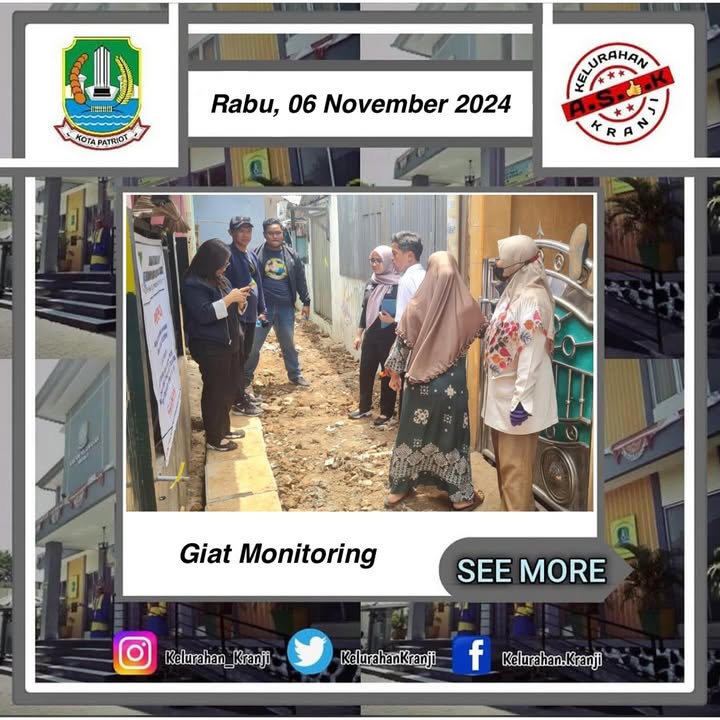 KOTA PATRIOT
Rabu, 06 November 2024
KELURAHAN
A.S.I.K
KRANJI
Giat Monitoring
SEE MORE
Kelurahan_Kranji
KelurahanKranji
Kelurahan.Kranji